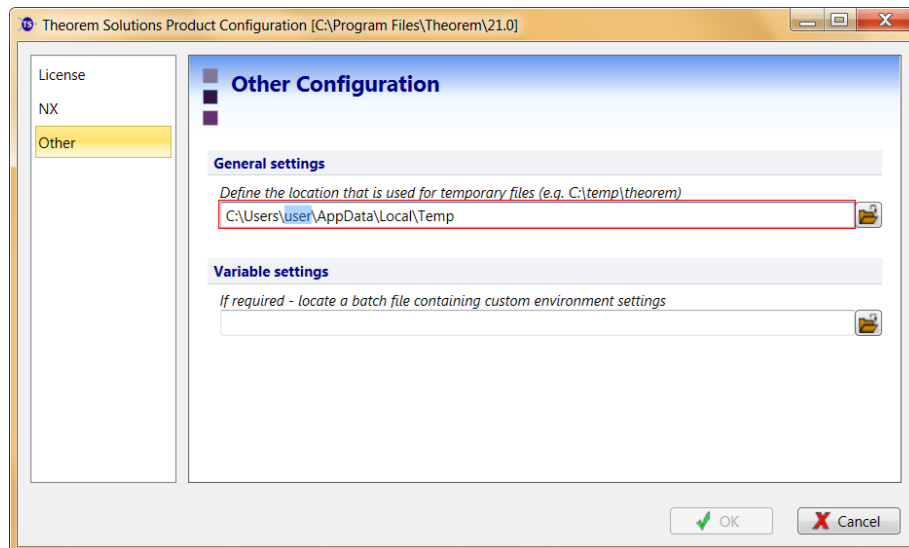 Theorem Solutions Product Configuration [C:\Program Files\Theorem\21.0]
License
NX
Other
Other Configuration
General settings
Define the location that is used for temporary files (e.g. C:\temp\theorem)
C:\Users\user\AppData\Local\Temp
Variable settings
If required - locate a batch file containing custom environment settings
OK
Cancel